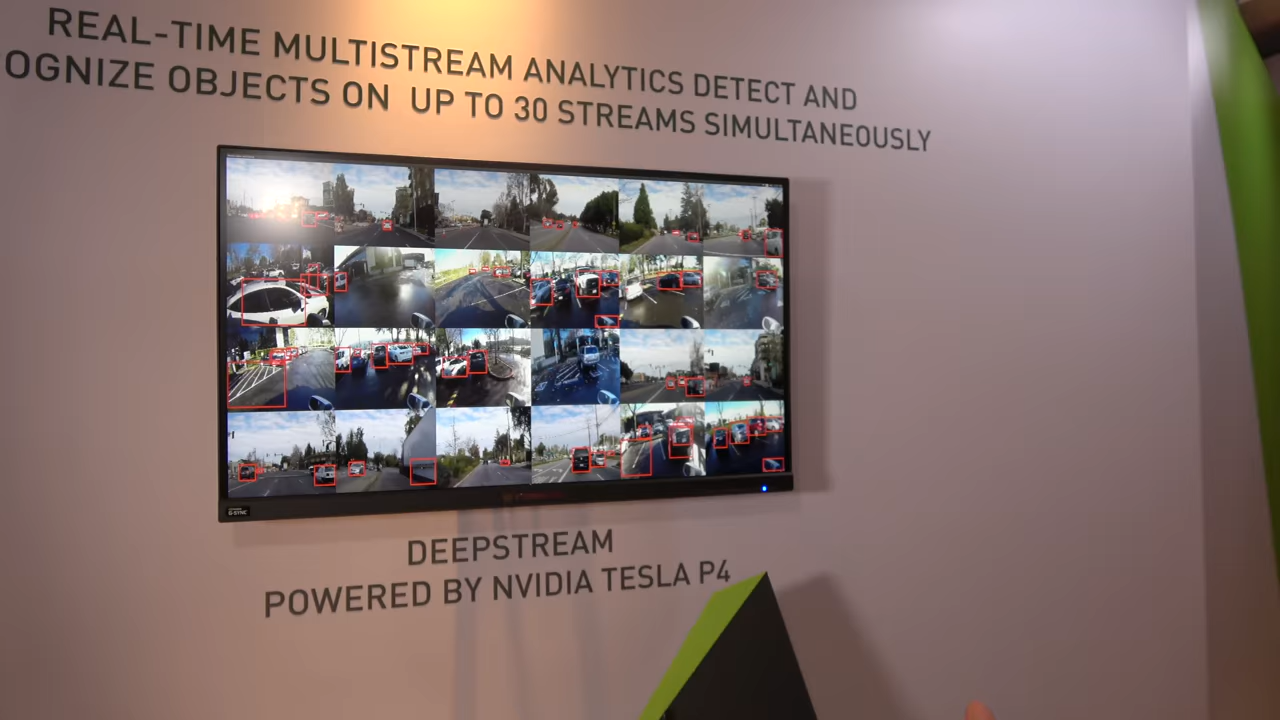 REAL-TIME MULTISTREAM ANALYTICS DETECT AND
OGNIZE OBJECTS ON UP TO 30 STREAMS SIMULTANEOUSLY
G-SYNC
DEEPSTREAM
POWERED BY NVIDIA TESLA P4